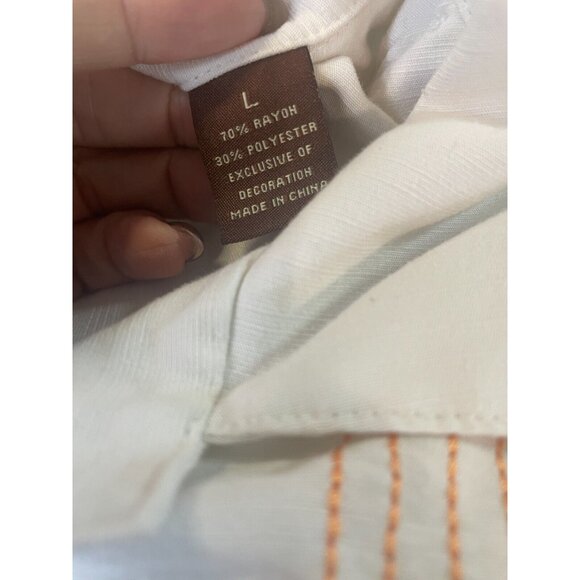 L
70% RAYON
30% POLYESTER
EXCLUSIVE OF
DECORATION
MADE IN CHINA